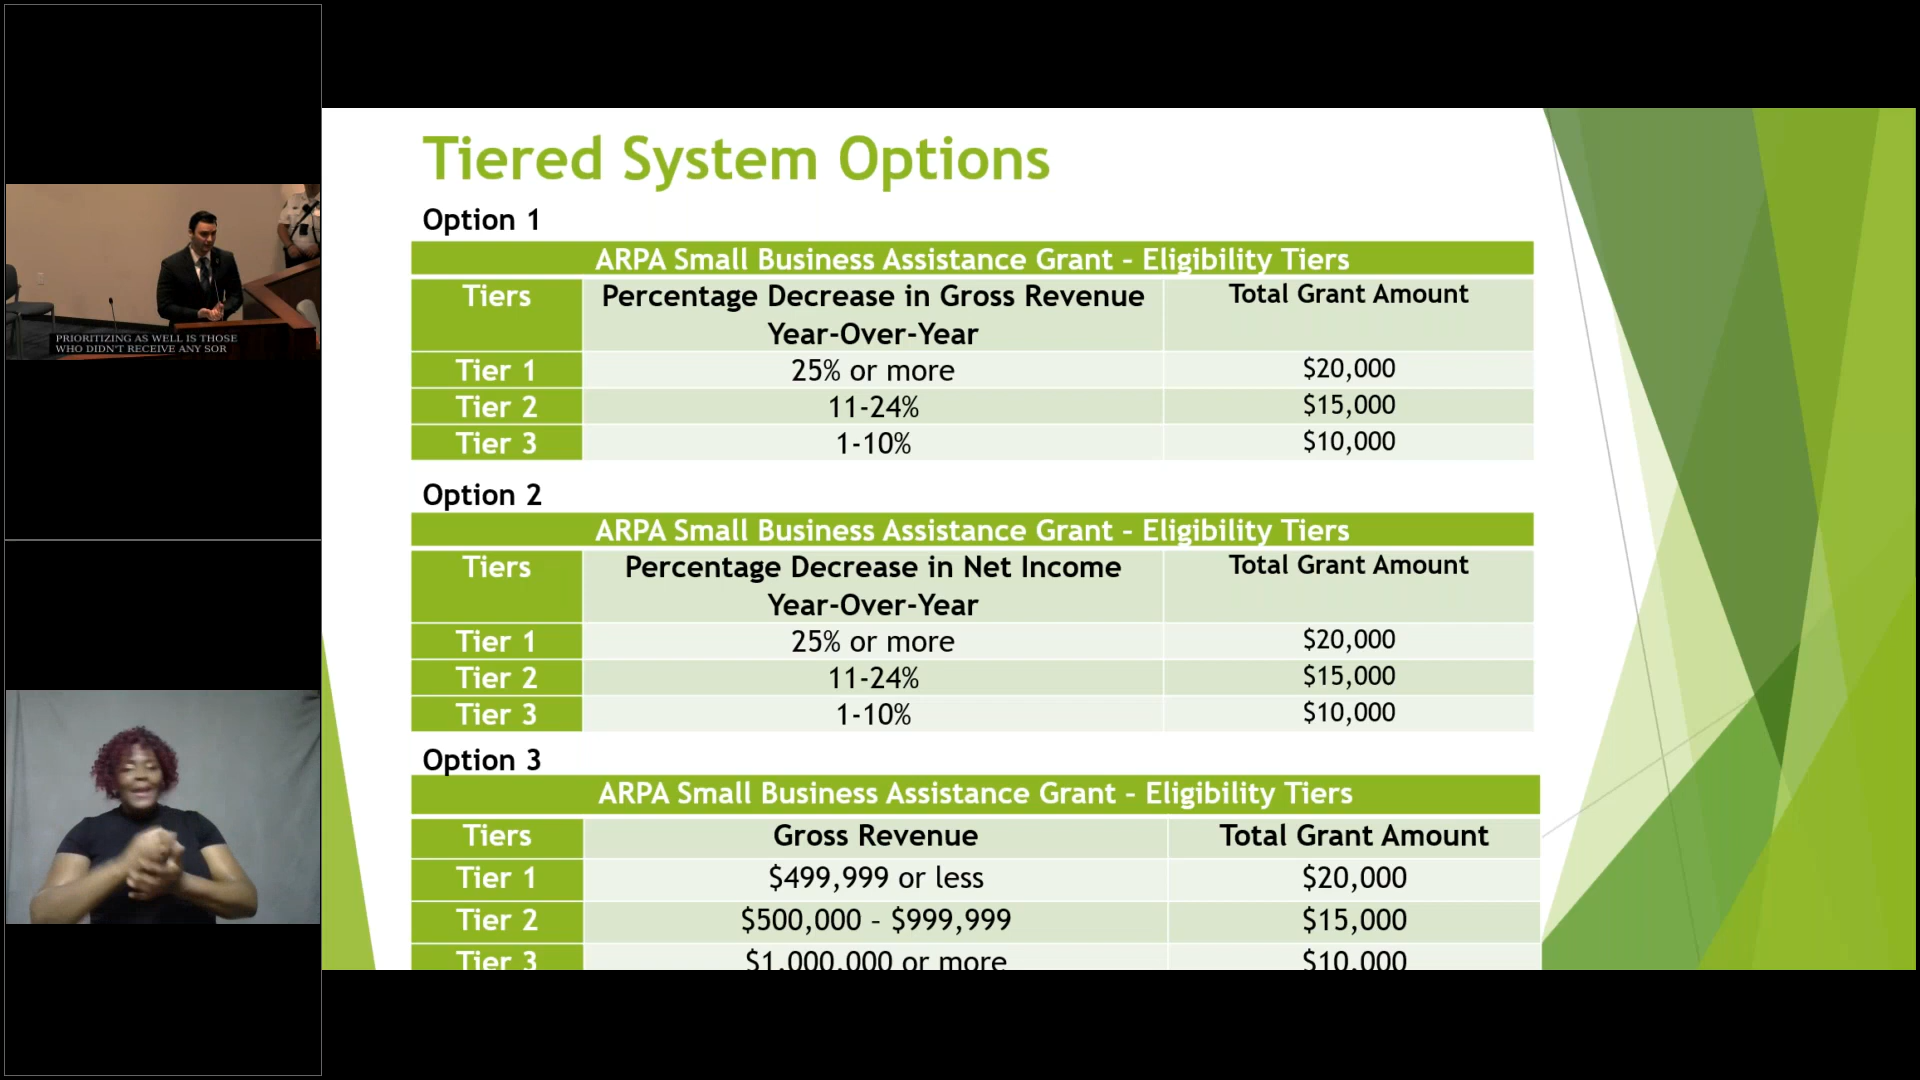 PRIORITIZING AS WELL IS THOSE
WHO DIDN'T RECEIVE ANY SOR
Tiered System Options
Option 1
ARPA Small Business Assistance Grant - Eligibility Tiers
Tiers Percentage Decrease in Gross Revenue Total Grant Amount
Year-Over-Year
Tier 1 25% or more $20,000
Tier 2 11-24% $15,000
Tier 3 1-10% $10,000
Option 2
ARPA Small Business Assistance Grant - Eligibility Tiers
Tiers Percentage Decrease in Net Income Total Grant Amount
Year-Over-Year
Tier 1 25% or more $20,000
Tier 2 11-24% $15,000
Tier 3 1-10% $10,000
Option 3
ARPA Small Business Assistance Grant - Eligibility Tiers
Tiers Gross Revenue Total Grant Amount
Tier 1 $499,999 or less $20,000
Tier 2 $500,000 - $999,999 $15,000
Tier 3 $1,000,000 or more $10,000